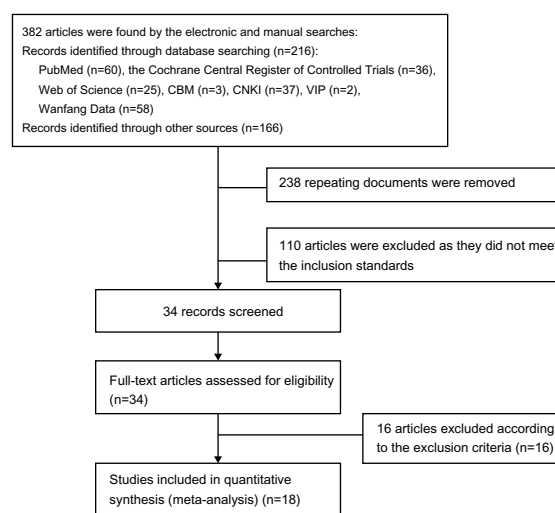 382 articles were found by the electronic and manual searches:
Records identified through database searching (n=216):
PubMed (n=60), the Cochrane Central Register of Controlled Trials (n=36),
Web of Science (n=25), CBM (n=3), CNKI (n=37), VIP (n=2),
Wanfang Data (n=58)
Records identified through other sources (n=166)
238 repeating documents were removed
110 articles were excluded as they did not meet
the inclusion standards
34 records screened
Full-text articles assessed for eligibility
(n=34)
16 articles excluded according
to the exclusion criteria (n=16)
Studies included in quantitative
synthesis (meta-analysis) (n=18)